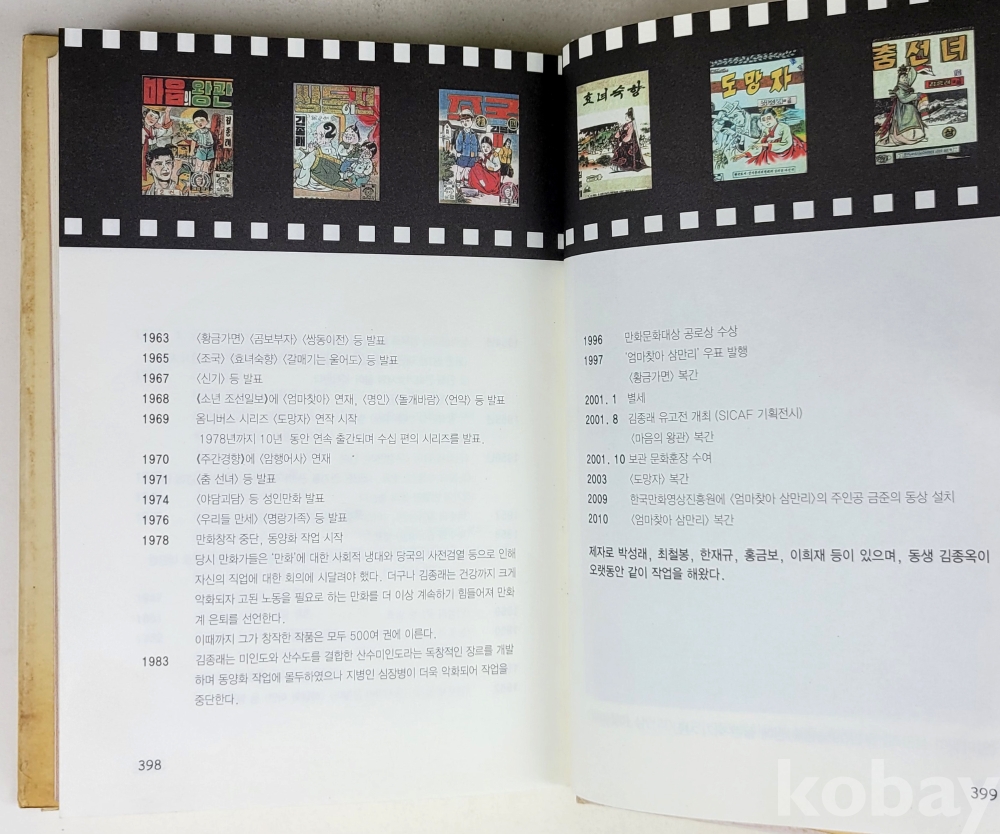 마음의 왕관
쌍동이전
2
조국
효녀숙향
도망자
춤선녀
1963 〈황금가면〉 〈곰보부자〉 〈쌍동이전〉 등 발표
1965 〈조국〉 〈효녀숙향〉 〈갈매기는 울어도〉 등 발표
1967 〈신기〉 등 발표
1968 《소년 조선일보》에 〈엄마찾아〉 연재, 〈명인〉 〈놀개바람〉 〈언약〉 등 발표
1969 옴니버스 시리즈 〈도망자〉 연작 시작
1978년까지 10년 동안 연속 출간되며 수십 편의 시리즈를 발표.
1970 《주간경향》에 〈암행어사〉 연재
1971 〈춤 선녀〉 등 발표
1974 〈야담괴담〉 등 성인만화 발표
1976 〈우리들 만세〉 〈명랑가족〉 등 발표
1978 만화창작 중단, 동양화 작업 시작
당시 만화가들은 '만화'에 대한 사회적 냉대와 당국의 사전검열 등으로 인해
자신의 직업에 대한 회의에 시달려야 했다. 더구나 김종래는 건강까지 크게
악화되자 고된 노동을 필요로 하는 만화를 더 이상 계속하기 힘들어져 만화
계 은퇴를 선언한다.
이때까지 그가 창작한 작품은 모두 500여 권에 이른다.
1983 김종래는 미인도와 산수도를 결합한 산수미인도라는 독창적인 장르를 개발
하며 동양화 작업에 몰두하였으나 지병인 심장병이 더욱 악화되어 작업을
중단한다.
398
1996 만화문화대상 공로상 수상
1997 '엄마찾아 삼만리' 우표 발행
〈황금가면〉 복간
2001. 1 별세
2001. 8 김종래 유고전 개최 (SICAF 기획전시)
〈마음의 왕관〉 복간
2001. 10 보관 문화훈장 수여
2003 〈도망자〉 복간
2009 한국만화영상진흥원에 〈엄마찾아 삼만리〉의 주인공 금준의 동상 설치
2010 〈엄마찾아 삼만리〉 복간
제자로 박성래, 최철봉, 한재규, 홍금보, 이희재 등이 있으며, 동생 김종옥이
오랫동안 같이 작업을 해왔다.
399
kobay